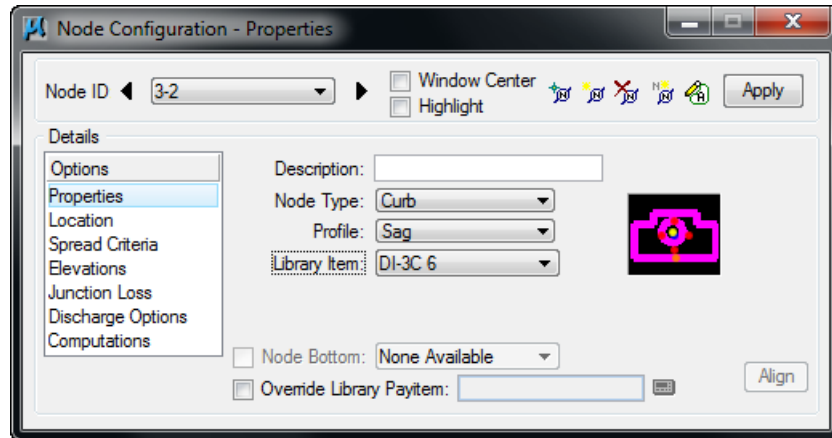 Node Configuration - Properties
Node ID 3-2 Window Center Apply
Highlight
Details
Options
Properties
Location
Spread Criteria
Elevations
Junction Loss
Discharge Options
Computations
Description:
Node Type: Curb
Profile: Sag
Library Item: DI-3C 6
Node Bottom: None Available
Override Library Payitem:
Align